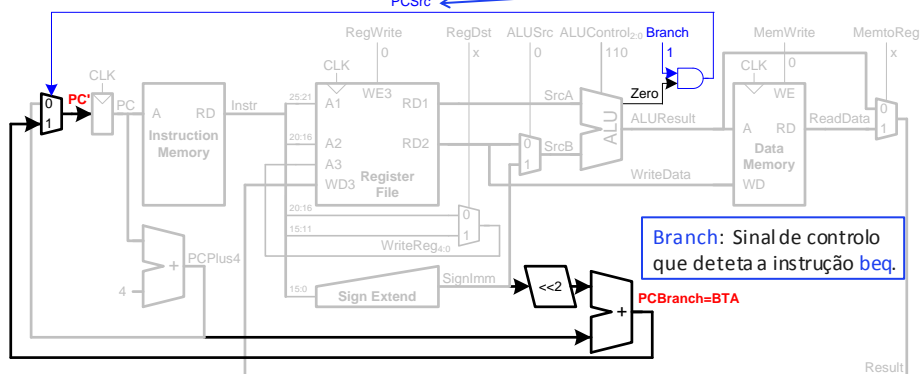 PCSrc
RegWrite
0
RegDst
x
ALUSrc
0
ALUControl2:0
110
Branch
1
MemWrite
0
MemtoReg
x
CLK
PC'
PC
0
1
A
RD
Instruction
Memory
Instr
25:21
20:16
CLK
WE3
A1
A2
A3
WD3
RD1
RD2
Register
File
20:16
15:11
0
1
WriteReg4:0
0
1
SrcA
SrcB
ALU
Zero
ALUResult
WriteData
CLK
WE
A
RD
Data
Memory
WD
ReadData
0
1
PCPlus4
4
+
15:0
Sign Extend
SignImm
<<2
+
PCBranch=BTA
Branch: Sinal de controlo
que deteta a instrução beq.
Result